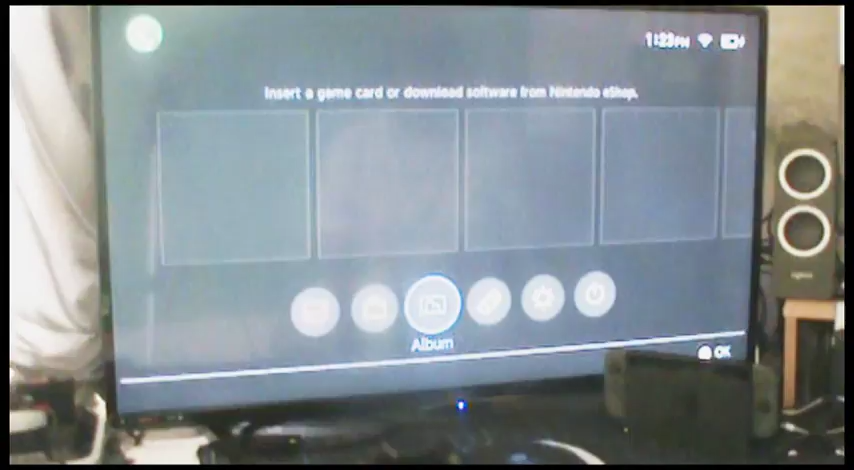 1:23PM
Insert a game card or download software from Nintendo eShop.
Album
OK